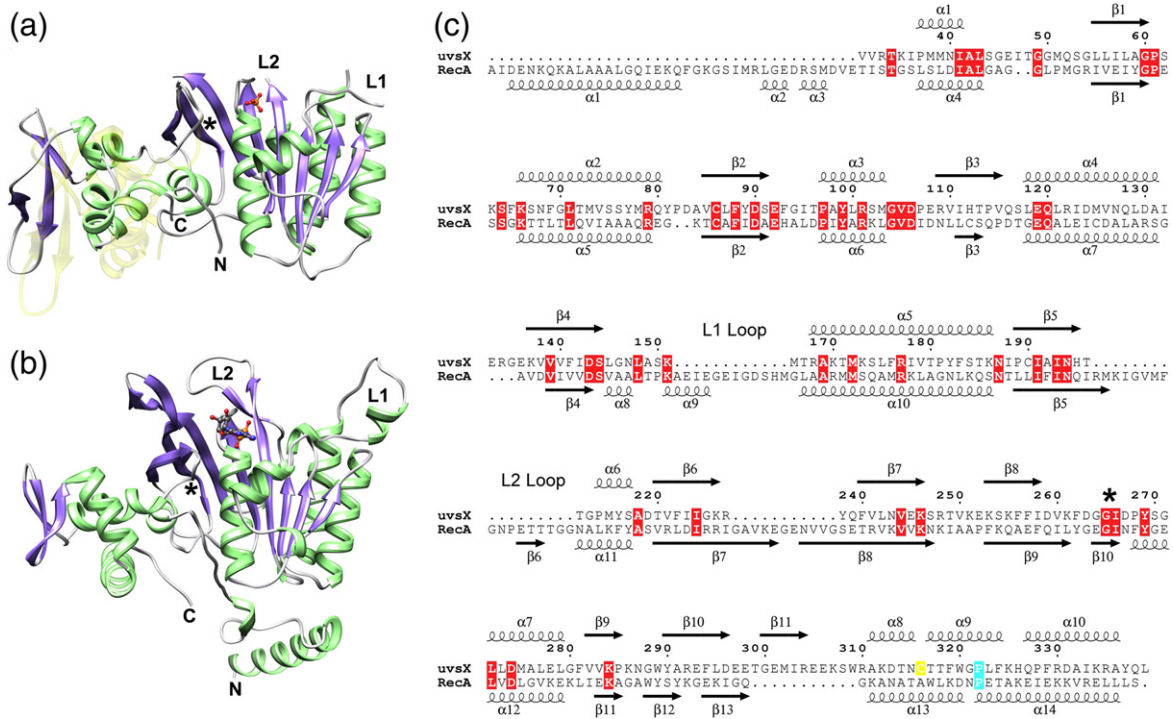 (a)
L2
L1
*
C
N
(b)
L2
L1
*
C
N
(c)
α1 β1
40 50 60
uvsX ......................................VVRTKIPMMNIALSGEITGGMQSGLLILAGPS
RecA AIDENKQKALAAALGQIEKQFGKGSIMRLGEDRSMDVETISTGSLSLDIALGAG..GLPMGRIVEIYGPE
α1 α2 α3 α4 β1
α2 β2 α3 β3 α4
70 80 90 100 110 120 130
uvsX KSFKSNFGLTMVSSYMRQYPDAVCLFYDSEFGITPAYLRSMGVDPERVIHTPVQSLEQLRIDMVNQLDAI
RecA SSGKTTLTLQVIAAAQREG..KTCAFIDAEHALDPIYARKLGVDIDNLLCSQPDTGEQALEICDALARSG
α5 β2 α6 β3 α7
β4 L1 Loop α5 β5
140 150 170 180 190
uvsX ERGEKVVVFIDSLGNLASK............MTRAKTMKSLFRIVTPYFSTKNIPCIAINHT........
RecA ...AVDVIVVDSVAALTPKAEIEGEIGDSHMGLAARMMSQAMRKLAGNLKQSNTLLIFINQIRMKIGVMF
β4 α8 α9 α10 β5
L2 Loop α6 β6 β7 β8 *
220 240 250 260 270
uvsX .........TGPMYSADTVFIIGKR...........YQFVLNVEKSRTVKEKSKFFIDVKFDGGIDPYSG
RecA GNPETTTGGNALKFYASVRLDIRRIGAVKEGENVVGSETRVKVVKNKIAAPFKQAEFQILYGEGINFYGE
β6 α11 β7 β8 β9 β10
α7 β9 β10 β11 α8 α9 α10
280 290 300 310 320 330
uvsX LLDMALELGFVVKPKNGWYAREFLDEETGEMIREEKSWRAKDTNCTTFWGPLFKHQPFRDAIKRAYQL
RecA LVDLGVKEKLIEKAGAWYSYKGEKIGQ...........GKANATAWLKDNPETAKEIEKKVRELLLS.
α12 β11 β12 β13 α13 α14